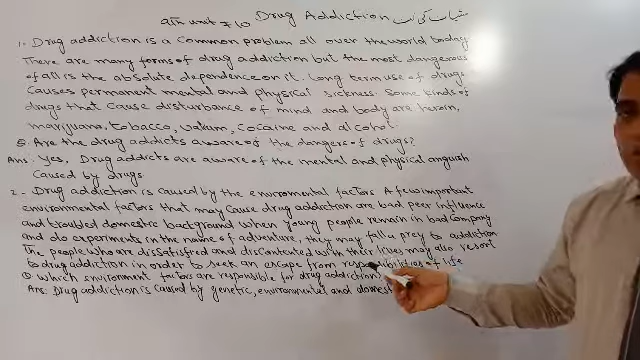 unit # 10 Drug Addiction
1- Drug addiction is a common problem all over the world today
There are many forms of drug addiction but the most dangerous
of all is the absolute dependence on it. Long term use of drugs
causes permanent mental and physical sickness. Some kinds of
drugs that cause disturbance of mind and body are heroin,
marijuana, tobacco, valium, cocaine and alcohol
Q. Are the drug addicts aware of the dangers of drugs?
Ans: Yes, Drug addicts are aware of the mental and physical anguish
caused by drugs
2- Drug addiction is caused by the enviromental factors A few important
environmental factors that may cause drug addiction are bad peer influence
and troubled domestic background when young people remain in bad company
and do experiments in the name of adventure, they may fall a prey to addiction
The people who are dissatisfied and discontented with their lives may also resort
to drug addiction in order to seek an escape from responsibilities of life
Q which environment factors are responible for drug addiction
Ans: Drug addiction is caused by genetic, environmental and domest